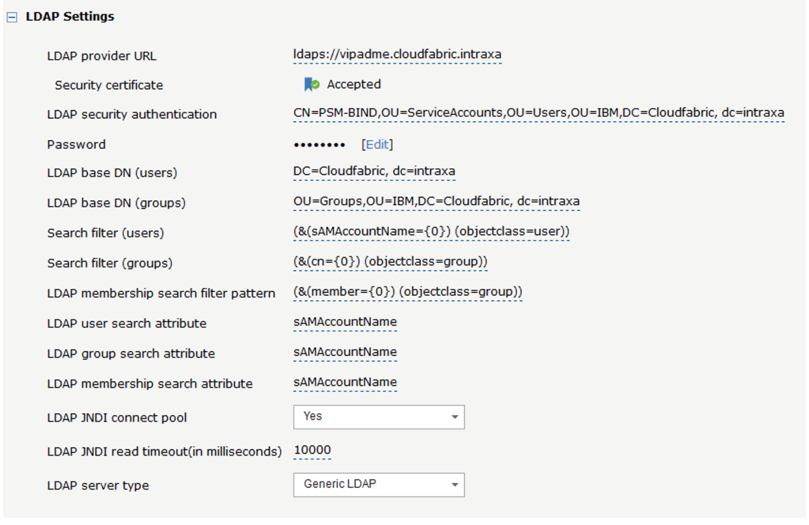 LDAP Settings
LDAP provider URL ldaps://vipadme.cloudfabric.intraxa
Security certificate Accepted
LDAP security authentication CN=PSM-BIND,OU=ServiceAccounts,OU=Users,OU=IBM,DC=Cloudfabric, dc=intraxa
Password •••••••• [Edit]
LDAP base DN (users) DC=Cloudfabric, dc=intraxa
LDAP base DN (groups) OU=Groups,OU=IBM,DC=Cloudfabric, dc=intraxa
Search filter (users) (&(sAMAccountName={0}) (objectclass=user))
Search filter (groups) (&(cn={0}) (objectclass=group))
LDAP membership search filter pattern (&(member={0}) (objectclass=group))
LDAP user search attribute sAMAccountName
LDAP group search attribute sAMAccountName
LDAP membership search attribute sAMAccountName
LDAP JNDI connect pool Yes
LDAP JNDI read timeout(in milliseconds) 10000
LDAP server type Generic LDAP